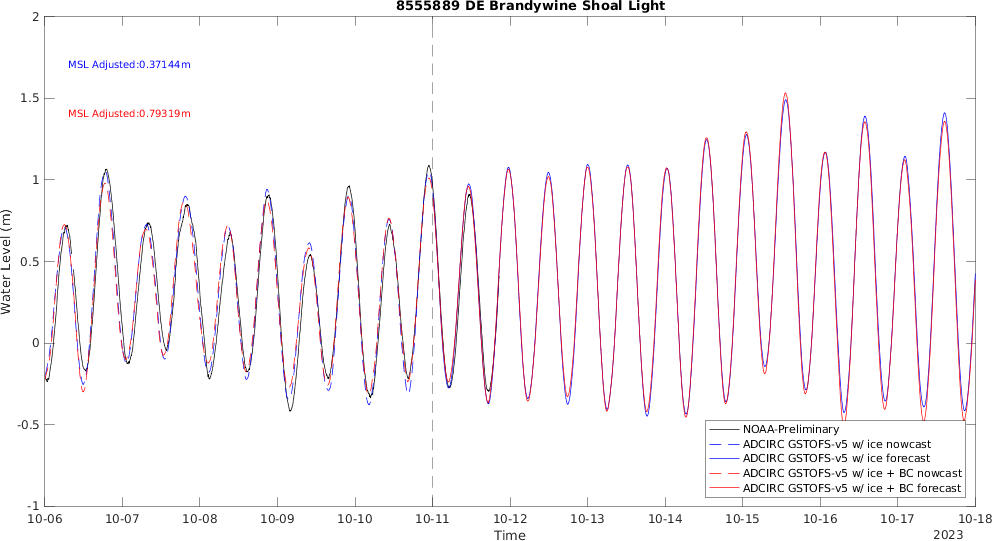 8555889 DE Brandywine Shoal Light
2
1.5
1
0.5
0
-0.5
-1
Water Level (m)
MSL Adjusted:0.37144m
MSL Adjusted:0.79319m
NOAA-Preliminary
ADCIRC GSTOFS-v5 w/ ice nowcast
ADCIRC GSTOFS-v5 w/ ice forecast
ADCIRC GSTOFS-v5 w/ ice + BC nowcast
ADCIRC GSTOFS-v5 w/ ice + BC forecast
10-06 10-07 10-08 10-09 10-10 10-11 10-12 10-13 10-14 10-15 10-16 10-17 10-18
Time
2023